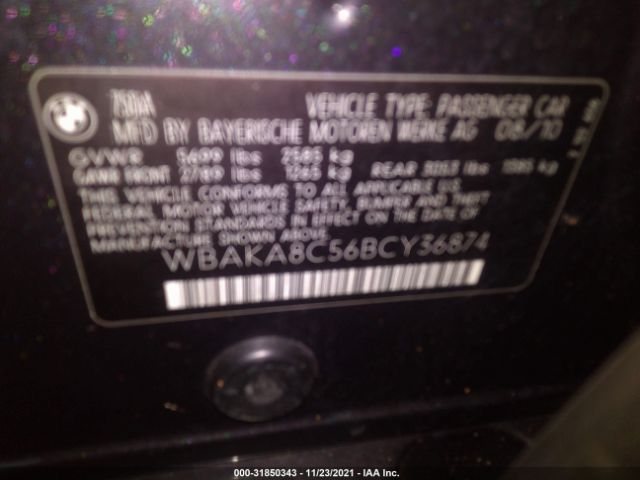 BMW
VEHICLE TYPE: PASSENGER CAR
MFD BY BAYERISCHE MOTOREN WERKE AG 08/10
GVWR 5699 lbs 2585 kg
GAWR FRONT 2789 lbs 1265 kg REAR 3053 lbs 1385 kg
THIS VEHICLE CONFORMS TO ALL APPLICABLE U.S.
FEDERAL MOTOR VEHICLE SAFETY, BUMPER AND THEFT
PREVENTION STANDARDS IN EFFECT ON THE DATE OF
MANUFACTURE SHOWN ABOVE.
WBAKA8C56BCY36874
000-31850343 - 11/23/2021 - IAA Inc.